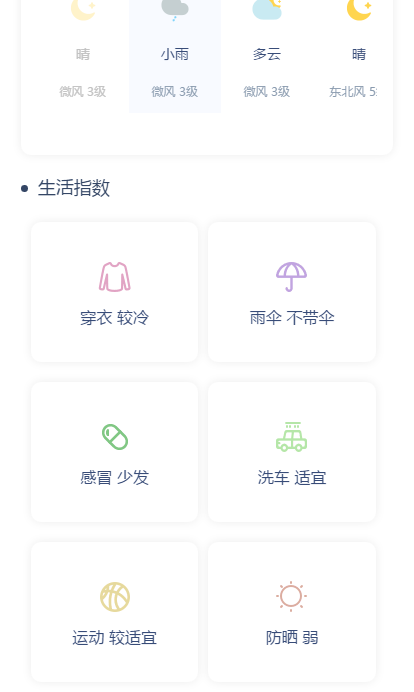 晴 小雨 多云 晴
微风 3级 微风 3级 微风 3级 东北风 5
生活指数
穿衣 较冷 雨伞 不带伞
感冒 少发 洗车 适宜
运动 较适宜 防晒 弱